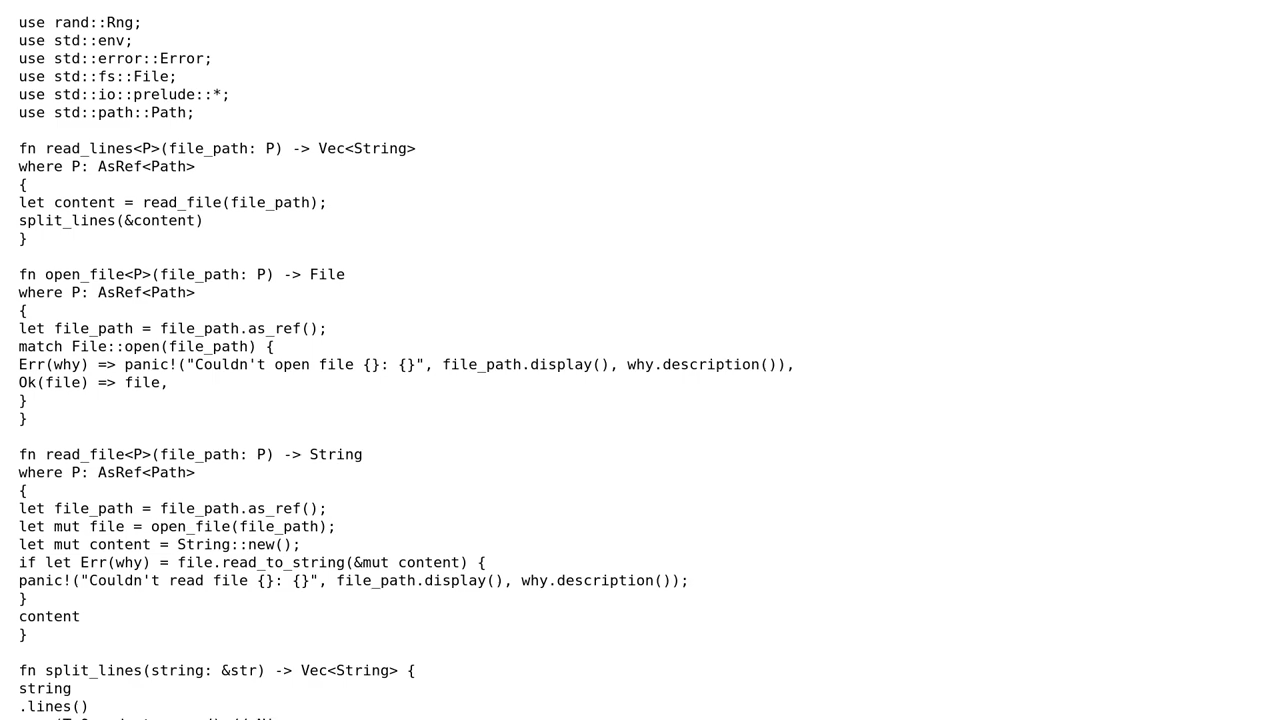 use rand::Rng;
use std::env;
use std::error::Error;
use std::fs::File;
use std::io::prelude::*;
use std::path::Path;

fn read_lines<P>(file_path: P) -> Vec<String>
where P: AsRef<Path>
{
let content = read_file(file_path);
split_lines(&content)
}

fn open_file<P>(file_path: P) -> File
where P: AsRef<Path>
{
let file_path = file_path.as_ref();
match File::open(file_path) {
Err(why) => panic!("Couldn't open file {}: {}", file_path.display(), why.description()),
Ok(file) => file,
}
}

fn read_file<P>(file_path: P) -> String
where P: AsRef<Path>
{
let file_path = file_path.as_ref();
let mut file = open_file(file_path);
let mut content = String::new();
if let Err(why) = file.read_to_string(&mut content) {
panic!("Couldn't read file {}: {}", file_path.display(), why.description());
}
content
}

fn split_lines(string: &str) -> Vec<String> {
string
.lines()